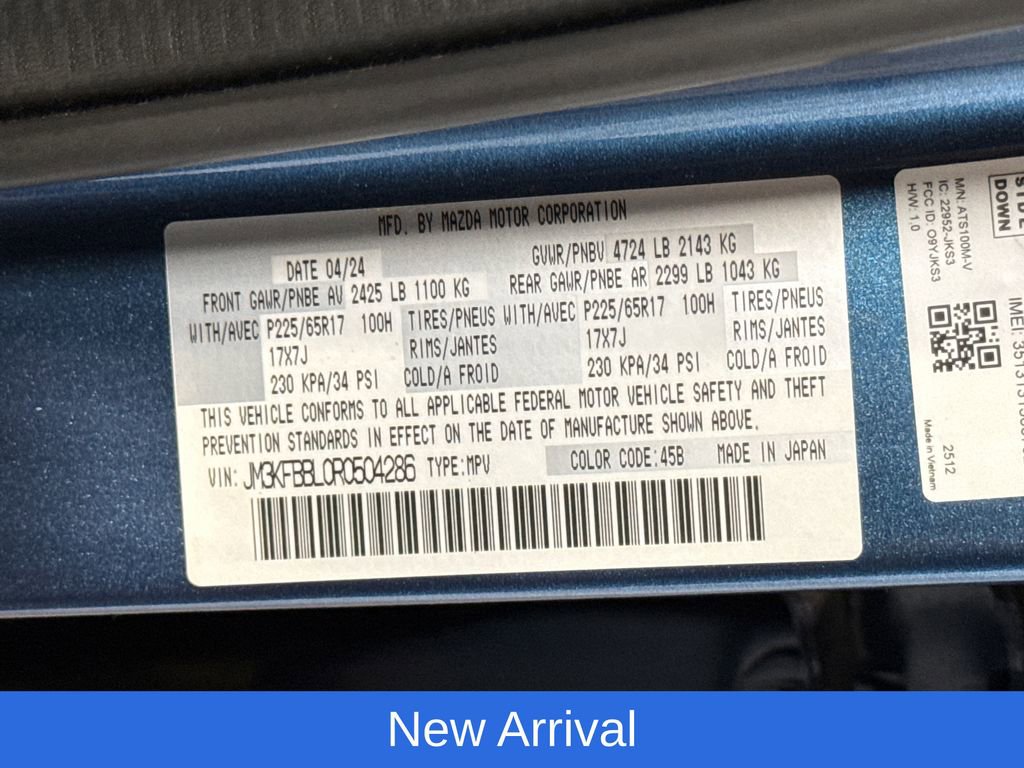 MFD. BY MAZDA MOTOR CORPORATION
DATE 04/24
GVWR/PNBV 4724 LB 2143 KG
FRONT GAWR/PNBE AV 2425 LB 1100 KG
REAR GAWR/PNBE AR 2299 LB 1043 KG
WITH/AVEC P225/65R17 100H TIRES/PNEUS WITH/AVEC P225/65R17 100H TIRES/PNEUS
17X7J RIMS/JANTES 17X7J RIMS/JANTES
230 KPA/34 PSI COLD/A FROID 230 KPA/34 PSI COLD/A FROID
THIS VEHICLE CONFORMS TO ALL APPLICABLE FEDERAL MOTOR VEHICLE SAFETY AND THEFT
PREVENTION STANDARDS IN EFFECT ON THE DATE OF MANUFACTURE SHOWN ABOVE.
VIN: JM3KFBBL0R0504286 TYPE:MPV COLOR CODE:45B MADE IN JAPAN
DOWN
M/N: ATS100M-V
IC: 22952-JKS3
FCC ID: O9YJKS3
H/W: 1.0
2512
Made in Vietnam
New Arrival